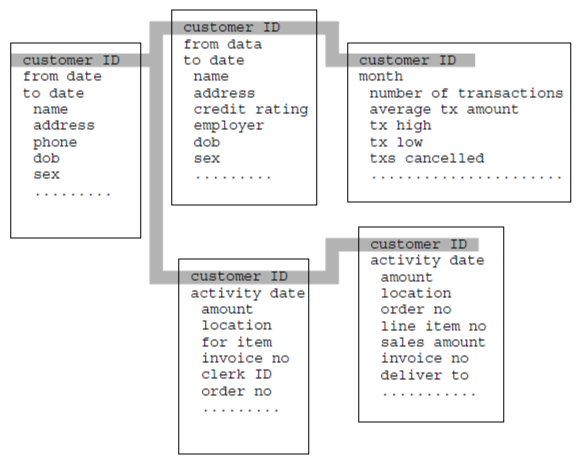 customer ID
from date
to date
name
address
phone
dob
sex
.........
customer ID
from data
to date
name
address
credit rating
employer
dob
sex
.........
customer ID
month
number of transactions
average tx amount
tx high
tx low
txs cancelled
......................
customer ID
activity date
amount
location
for item
invoice no
clerk ID
order no
.........
customer ID
activity date
amount
location
order no
line item no
sales amount
invoice no
deliver to
...........